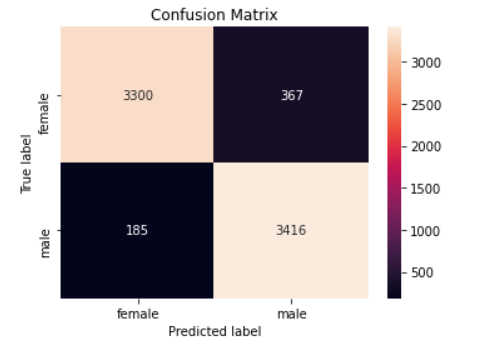 Confusion Matrix
True label
female
3300
367
male
185
3416
female
male
Predicted label
3000
2500
2000
1500
1000
500